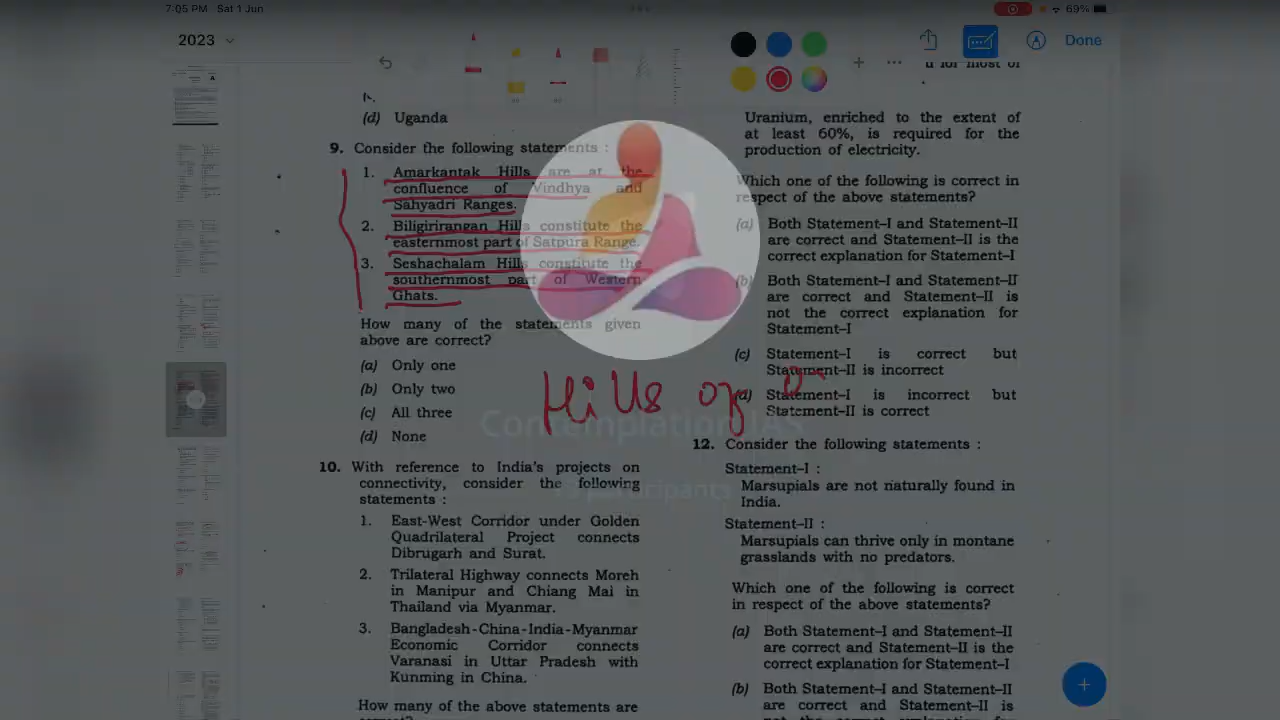 7:05 PM Sat 1 Jun
69%
2023
Done
(d) Uganda
9. Consider the following statements :
1. Amarkantak Hills are at the
confluence of Vindhya and
Sahyadri Ranges.
2. Biligirirangan Hills constitute the
easternmost part of Satpura Range.
3. Seshachalam Hills constitute the
southernmost part of Western
Ghats.
How many of the statements given
above are correct?
(a) Only one
(b) Only two
(c) All three
(d) None
10. With reference to India's projects on
connectivity, consider the following
statements :
1. East-West Corridor under Golden
Quadrilateral Project connects
Dibrugarh and Surat.
2. Trilateral Highway connects Moreh
in Manipur and Chiang Mai in
Thailand via Myanmar.
3. Bangladesh-China-India-Myanmar
Economic Corridor connects
Varanasi in Uttar Pradesh with
Kunming in China.
How many of the above statements are
Uranium, enriched to the extent of
at least 60%, is required for the
production of electricity.
Which one of the following is correct in
respect of the above statements?
(a) Both Statement-I and Statement-II
are correct and Statement-II is the
correct explanation for Statement-I
(b) Both Statement-I and Statement-II
are correct and Statement-II is
not the correct explanation for
Statement-I
(c) Statement-I is correct but
Statement-II is incorrect
(d) Statement-I is incorrect but
Statement-II is correct
Hills of
Contemplation IAS
participants
12. Consider the following statements :
Statement-I :
Marsupials are not naturally found in
India.
Statement-II :
Marsupials can thrive only in montane
grasslands with no predators.
Which one of the following is correct
in respect of the above statements?
(a) Both Statement-I and Statement-II
are correct and Statement-II is the
correct explanation for Statement-I
(b) Both Statement-I and Statement-II
are correct and Statement-II is